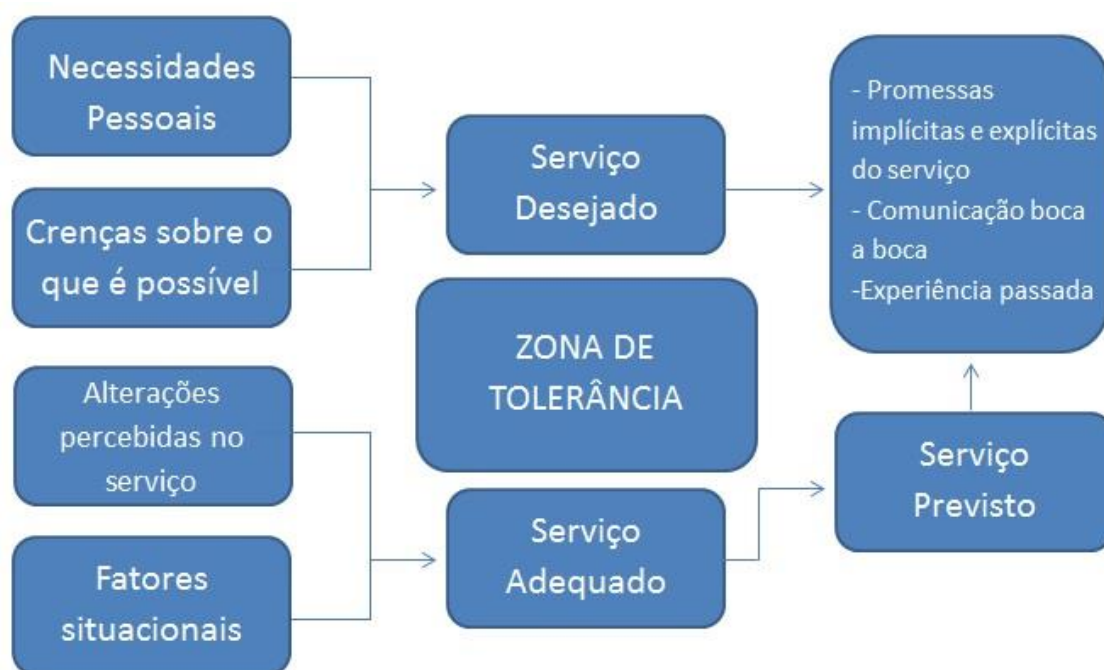 Necessidades
Pessoais
Crenças sobre o
que é possível
Alterações
percebidas no
serviço
Fatores
situacionais
Serviço
Desejado
ZONA DE
TOLERÂNCIA
Serviço
Adequado
- Promessas
implícitas e explícitas
do serviço
- Comunicação boca
a boca
-Experiência passada
Serviço
Previsto